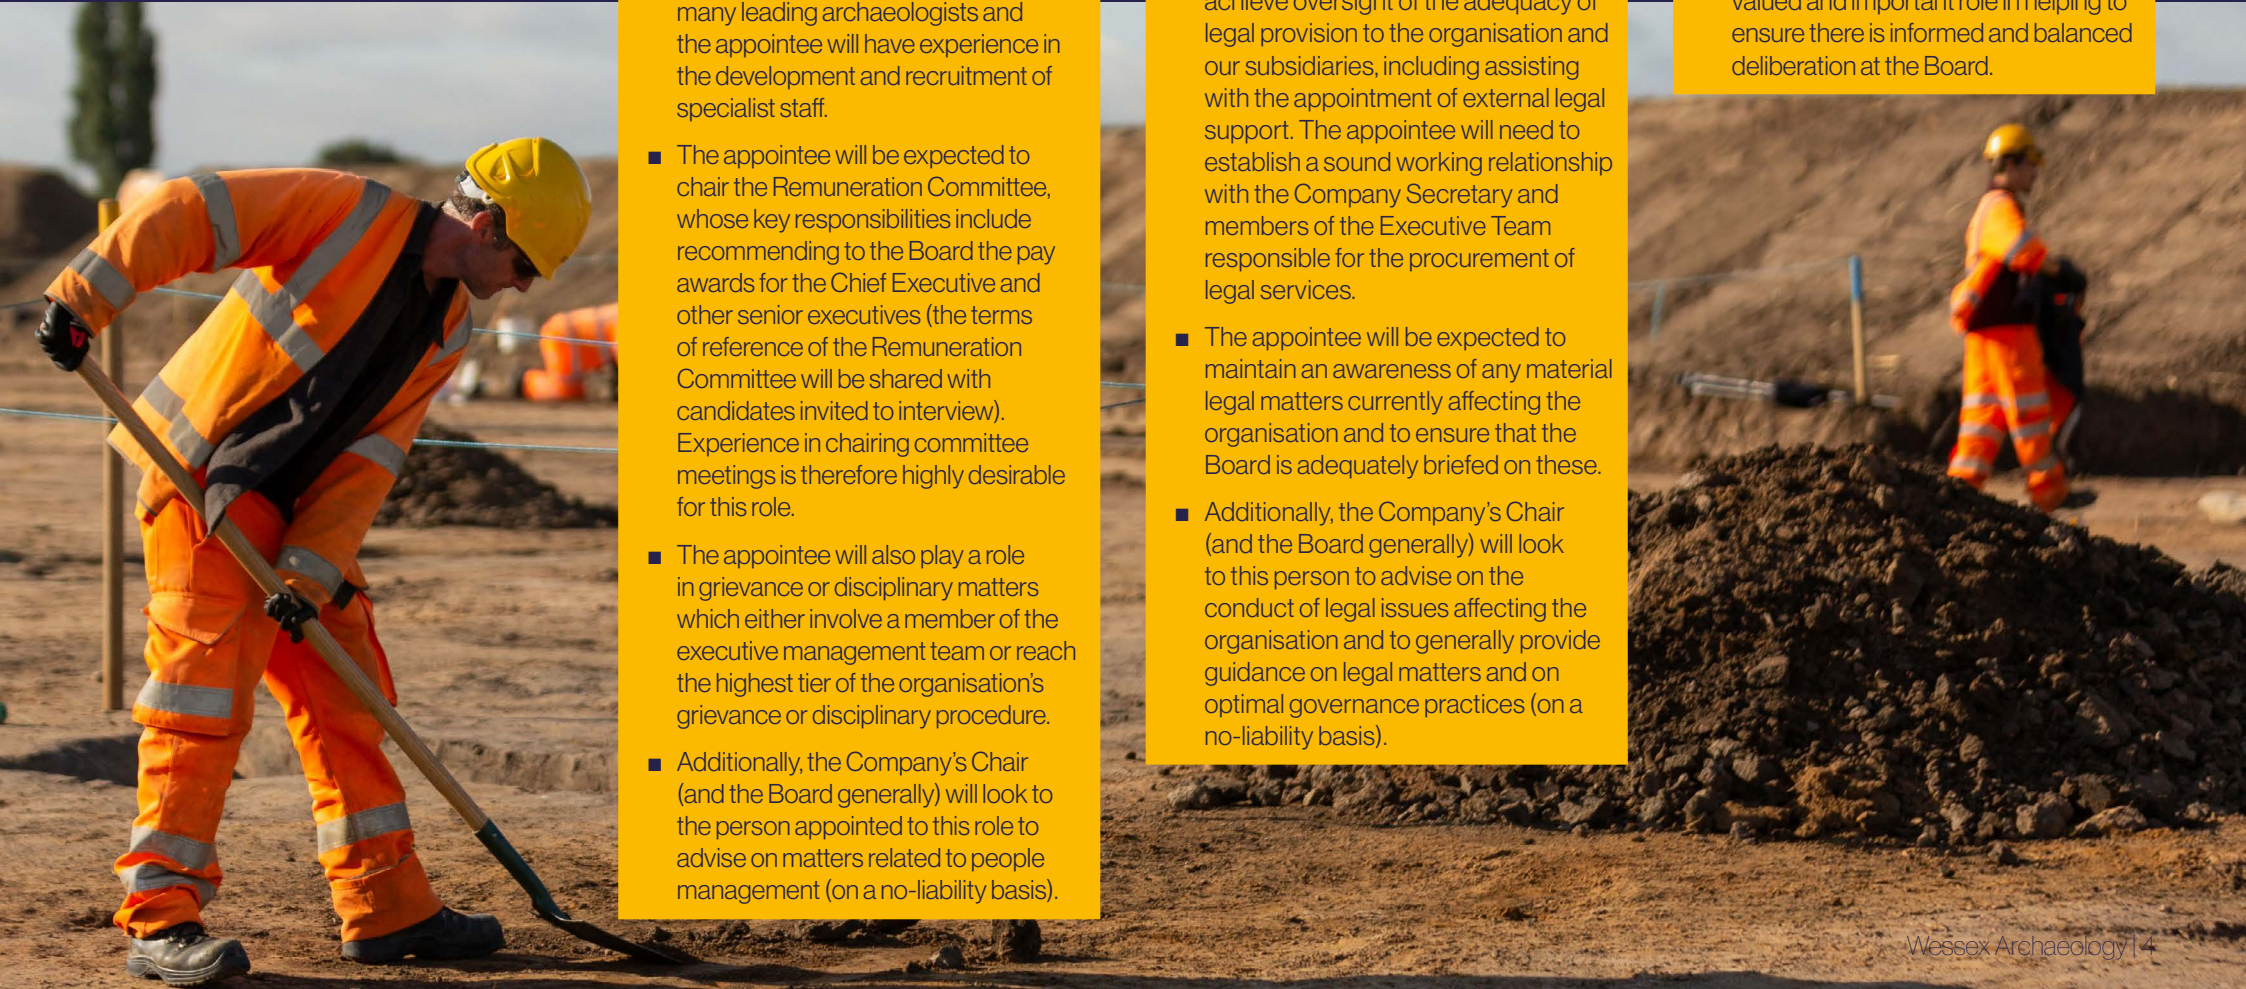 many leading archaeologists and
the appointee will have experience in
the development and recruitment of
specialist staff.
■ The appointee will be expected to
chair the Remuneration Committee,
whose key responsibilities include
recommending to the Board the pay
awards for the Chief Executive and
other senior executives (the terms
of reference of the Remuneration
Committee will be shared with
candidates invited to interview).
Experience in chairing committee
meetings is therefore highly desirable
for this role.
■ The appointee will also play a role
in grievance or disciplinary matters
which either involve a member of the
executive management team or reach
the highest tier of the organisation’s
grievance or disciplinary procedure.
■ Additionally, the Company’s Chair
(and the Board generally) will look to
the person appointed to this role to
advise on matters related to people
management (on a no-liability basis).
achieve oversight of the adequacy of
legal provision to the organisation and
our subsidiaries, including assisting
with the appointment of external legal
support. The appointee will need to
establish a sound working relationship
with the Company Secretary and
members of the Executive Team
responsible for the procurement of
legal services.
■ The appointee will be expected to
maintain an awareness of any material
legal matters currently affecting the
organisation and to ensure that the
Board is adequately briefed on these.
■ Additionally, the Company’s Chair
(and the Board generally) will look
to this person to advise on the
conduct of legal issues affecting the
organisation and to generally provide
guidance on legal matters and on
optimal governance practices (on a
no-liability basis).
valued and important role in helping to
ensure there is informed and balanced
deliberation at the Board.
Wessex Archaeology | 4